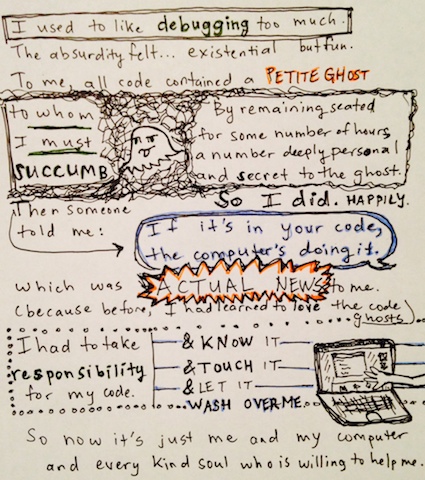 I used to like debugging too much.
The absurdity felt... existential but fun.
To me, all code contained a PETITE GHOST
to whom
I must
SUCCUMB
By remaining seated
for some number of hours,
a number deeply personal
and secret to the ghost.
So I did. HAPPILY.
Then someone
told me:
If it's in your code,
the computer's doing it.
which was ACTUAL NEWS to me.
(because before, I had learned to love the code
ghosts)
I had to take
responsibility
for my code.
& KNOW IT
& TOUCH IT
& LET IT
WASH OVER ME.
So now it's just me and my computer
and every kind soul who is willing to help me.